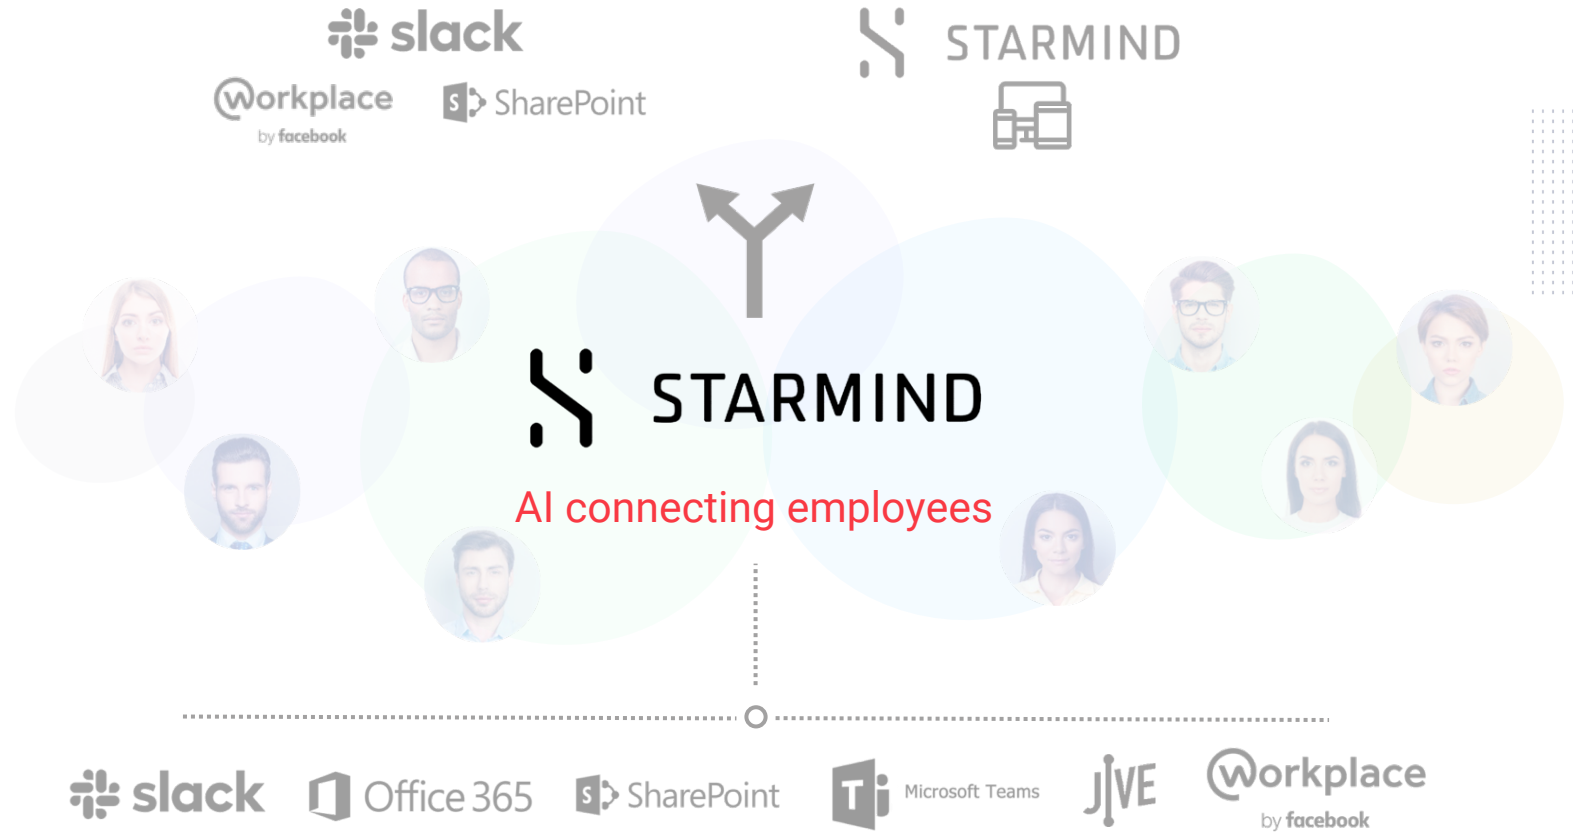 slack
STARMIND
Workplace
by facebook
S SharePoint
STARMIND
AI connecting employees
slack
Office 365
S SharePoint
T Microsoft Teams
JIVE
Workplace
by facebook